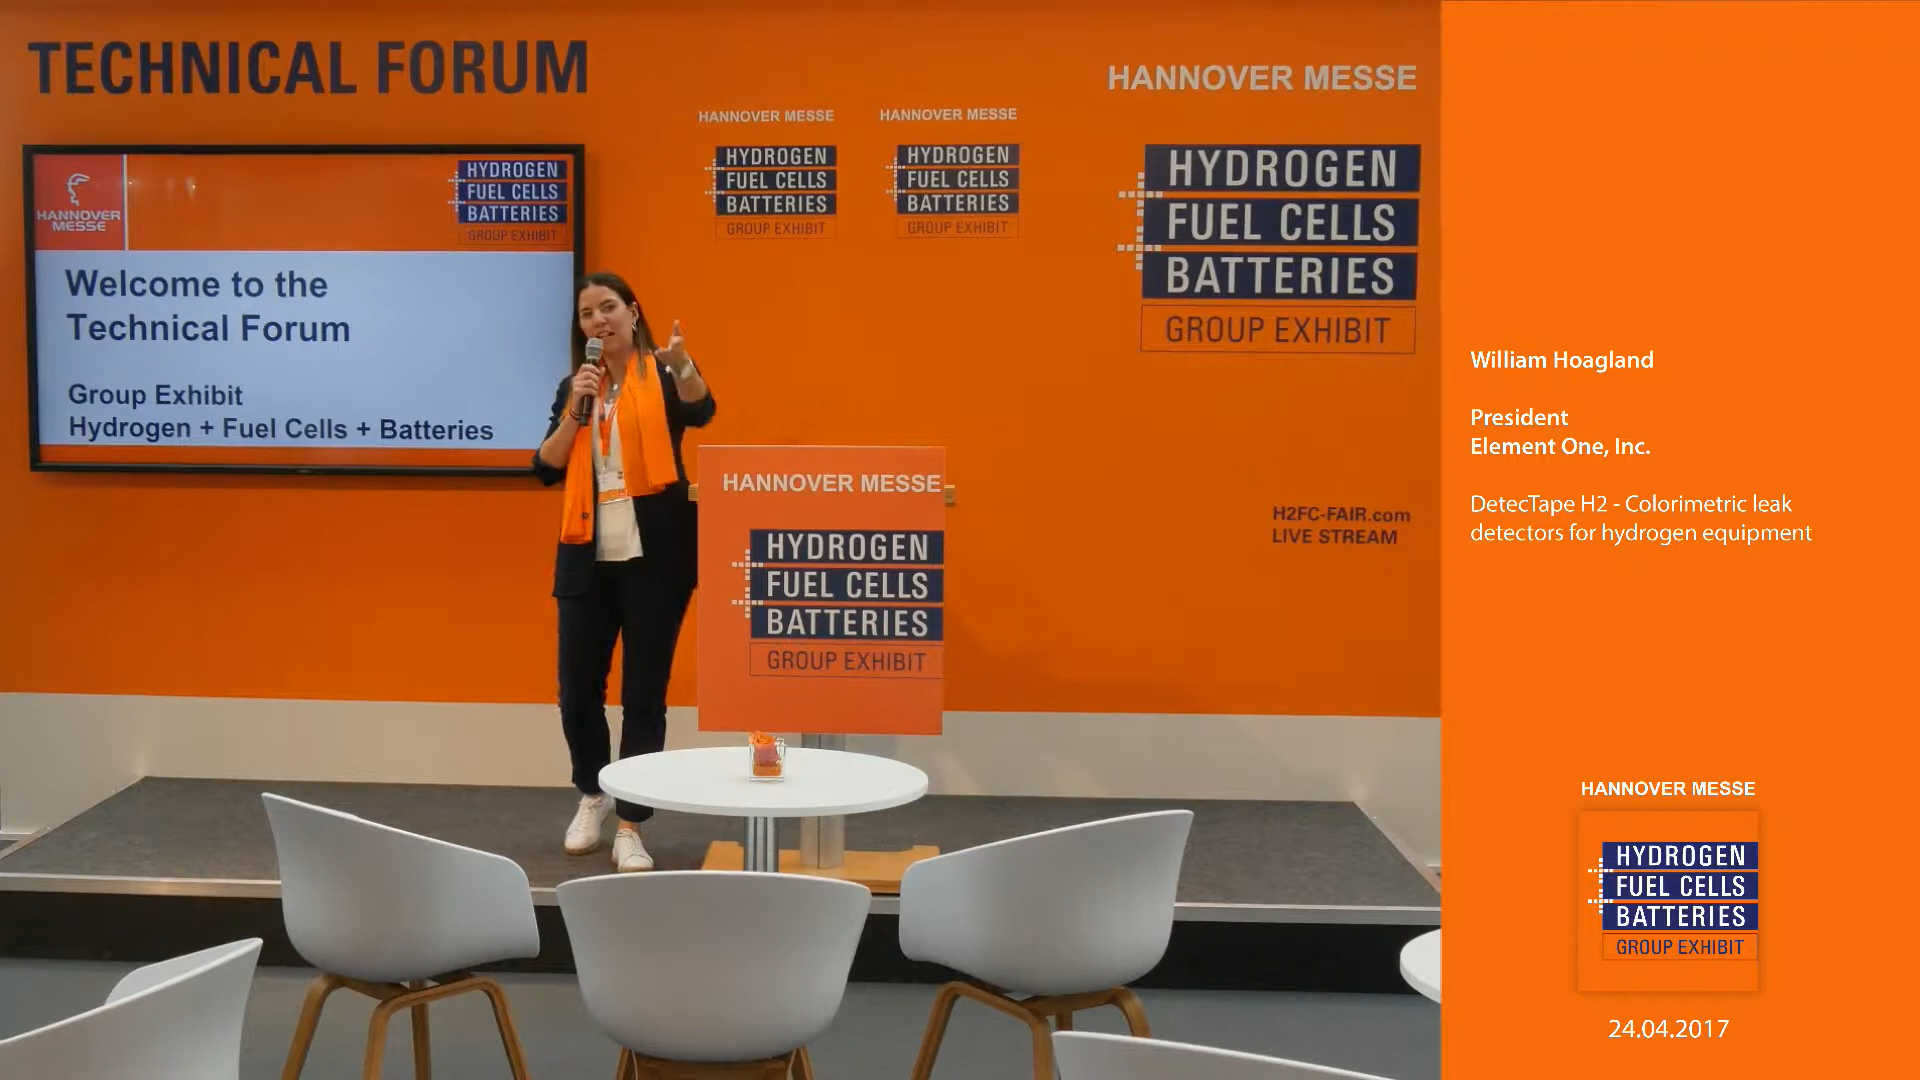 TECHNICAL FORUM
HANNOVER MESSE
HYDROGEN
FUEL CELLS
BATTERIES
GROUP EXHIBIT
Welcome to the
Technical Forum
Group Exhibit
Hydrogen + Fuel Cells + Batteries
HANNOVER MESSE
HYDROGEN
FUEL CELLS
BATTERIES
GROUP EXHIBIT
HANNOVER MESSE
HYDROGEN
FUEL CELLS
BATTERIES
GROUP EXHIBIT
HANNOVER MESSE
HYDROGEN
FUEL CELLS
BATTERIES
GROUP EXHIBIT
H2FC-FAIR.com
LIVE STREAM
HANNOVER MESSE
HYDROGEN
FUEL CELLS
BATTERIES
GROUP EXHIBIT
William Hoagland
President
Element One, Inc.
DetecTape H2 - Colorimetric leak
detectors for hydrogen equipment
HANNOVER MESSE
HYDROGEN
FUEL CELLS
BATTERIES
GROUP EXHIBIT
24.04.2017